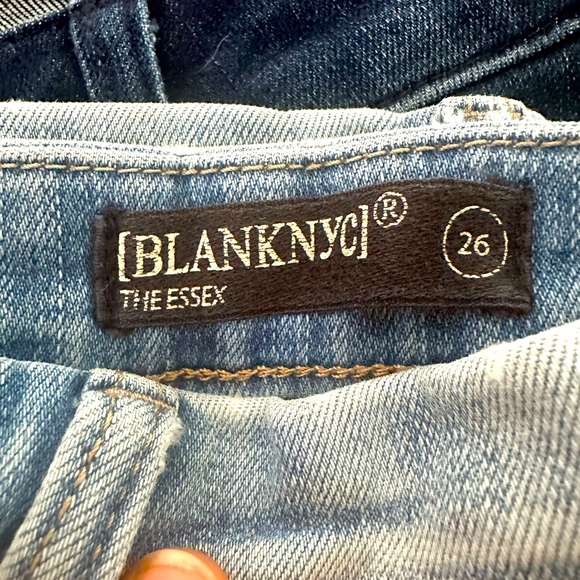 [BLANKNYC]®
26
THE ESSEX